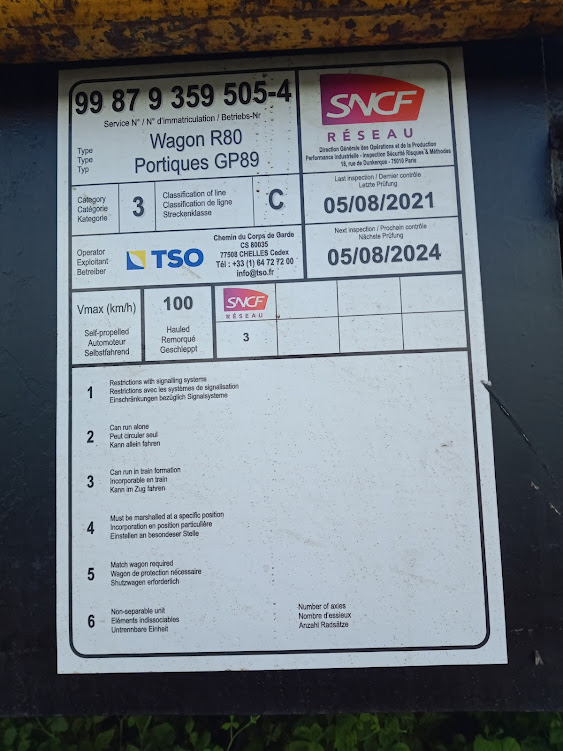 99 87 9 359 505-4
Service N° / N° d'immatriculation / Betriebs-Nr
Type
Type
Typ
Wagon R80
Portiques GP89
SNCF
RÉSEAU
Direction Générale des Opérations et de la Production
Performance Industrielle - Inspection Sécurité Risques & Méthodes
18, rue de Dunkerque - 75010 Paris
Category
Catégorie
Kategorie
3
Classification of line
Classification de ligne
Streckenklasse
C
Last inspection / Dernier contrôle
Letzte Prüfung
05/08/2021
Operator
Exploitant
Betreiber
TSO
Chemin du Corps de Garde
CS 80035
77508 CHELLES Cedex
Tél : +33 (1) 64 72 72 00
info@tso.fr
Next inspection / Prochain contrôle
Nächste Prüfung
05/08/2024
Vmax (km/h)
100
SNCF
RÉSEAU
Self-propelled
Automoteur
Selbstfahrend
Hauled
Remorqué
Geschleppt
3
1
Restrictions with signalling systems
Restrictions avec les systèmes de signalisation
Einschränkungen bezüglich Signalsysteme
2
Can run alone
Peut circuler seul
Kann allein fahren
3
Can run in train formation
Incorporable en train
Kann im Zug fahren
4
Must be marshalled at a specific position
Incorporation en position particulière
Einstellen an besondeser Stelle
5
Match wagon required
Wagon de protection nécessaire
Shutzwagen erforderlich
6
Non-separable unit
Eléments indissociables
Untrennbare Einheit
Number of axles
Nombre d'essieux
Anzahl Radsätze